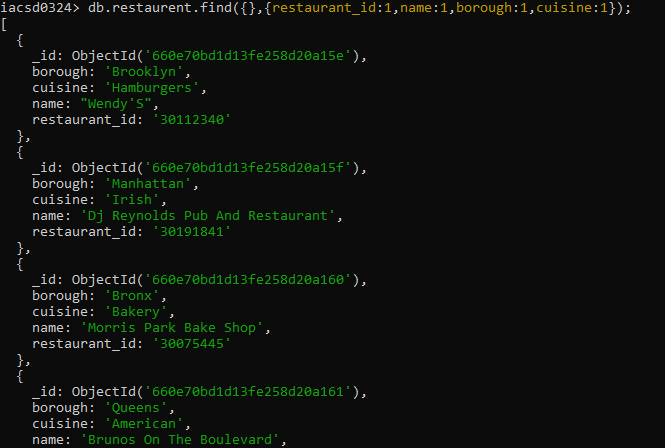 iacsd0324> db.restaurent.find({},{restaurant_id:1,name:1,borough:1,cuisine:1});
[
  {
    _id: ObjectId('660e70bd1d13fe258d20a15e'),
    borough: 'Brooklyn',
    cuisine: 'Hamburgers',
    name: "Wendy'S",
    restaurant_id: '30112340'
  },
  {
    _id: ObjectId('660e70bd1d13fe258d20a15f'),
    borough: 'Manhattan',
    cuisine: 'Irish',
    name: 'Dj Reynolds Pub And Restaurant',
    restaurant_id: '30191841'
  },
  {
    _id: ObjectId('660e70bd1d13fe258d20a160'),
    borough: 'Bronx',
    cuisine: 'Bakery',
    name: 'Morris Park Bake Shop',
    restaurant_id: '30075445'
  },
  {
    _id: ObjectId('660e70bd1d13fe258d20a161'),
    borough: 'Queens',
    cuisine: 'American',
    name: 'Brunos On The Boulevard',